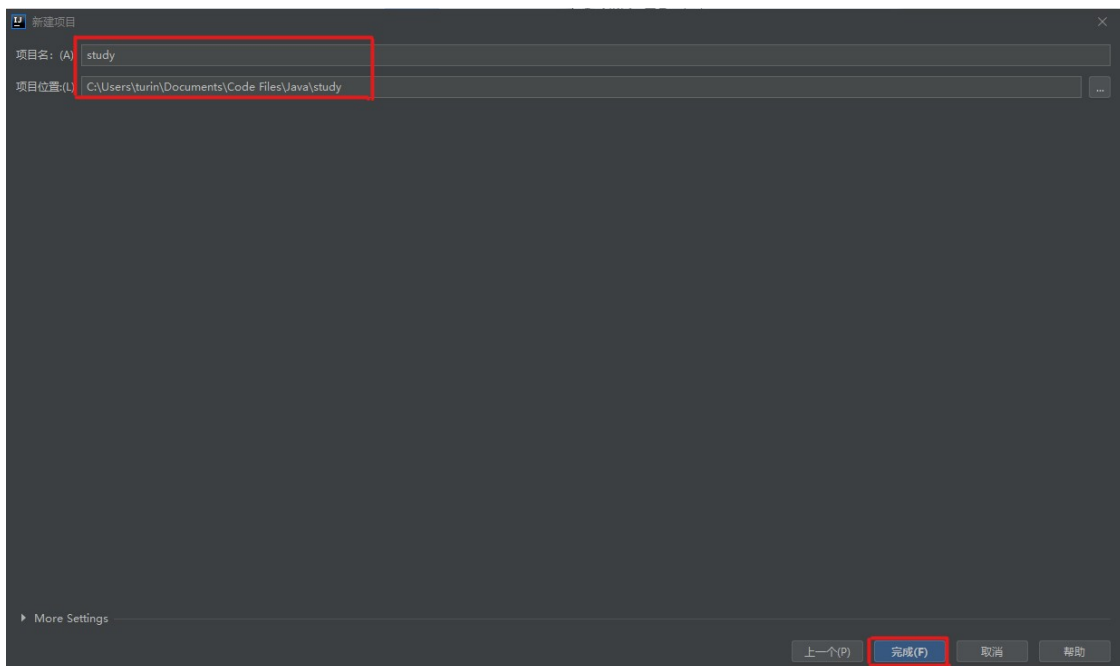 新建项目
项目名: (A) study
项目位置:(L) C:\Users\turin\Documents\Code Files\Java\study
...
More Settings
上一个(P) 完成(F) 取消 帮助